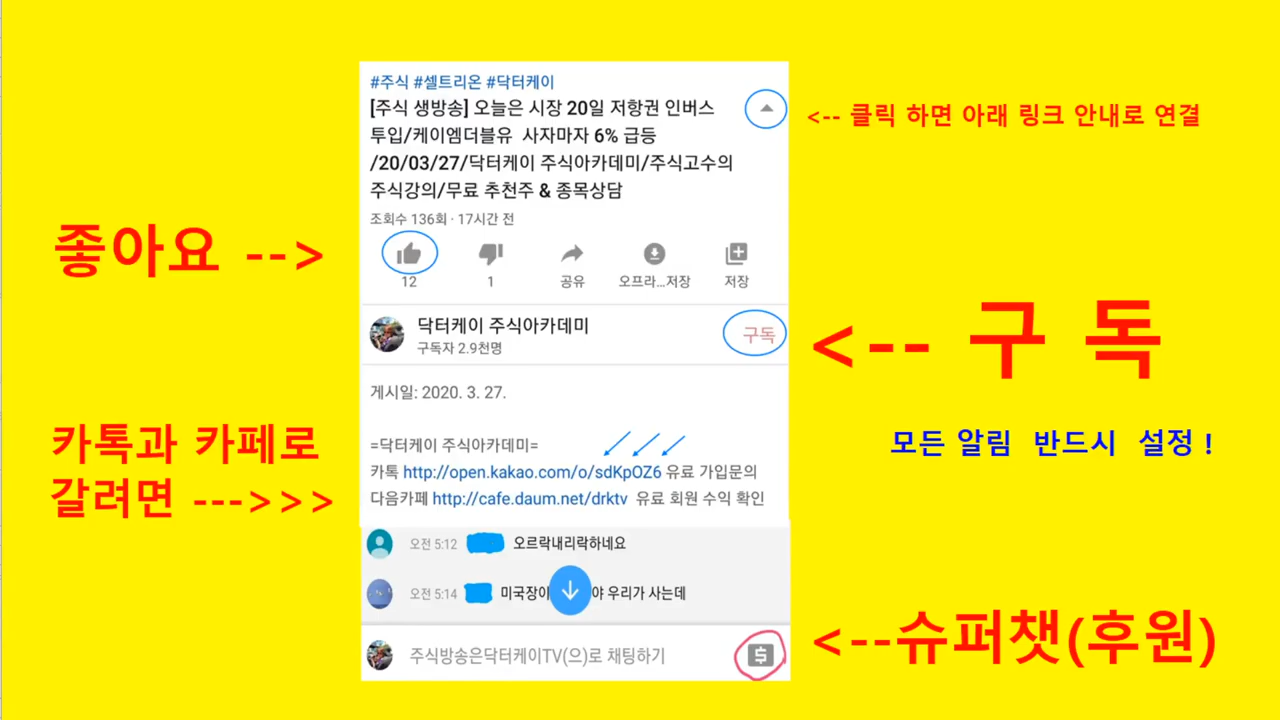 #주식 #셀트리온 #닥터케이
[주식 생방송] 오늘은 시장 20일 저항권 인버스
투입/케이엠더블유 사자마자 6% 급등
/20/03/27/닥터케이 주식아카데미/주식고수의
주식강의/무료 추천주 & 종목상담
조회수 136회 · 17시간 전
<-- 클릭 하면 아래 링크 안내로 연결
좋아요 -->
12
1
공유
오프라...저장
저장
닥터케이 주식아카데미
구독자 2.9천명
구독
<-- 구 독
게시일: 2020. 3. 27.
모든 알림 반드시 설정 !
카톡과 카페로
갈려면 --->>>
=닥터케이 주식아카데미=
카톡 http://open.kakao.com/o/sdKpOZ6 유료 가입문의
다음카페 http://cafe.daum.net/drktv 유료 회원 수익 확인
오전 5:12 오르락내리락하네요
오전 5:14 미국장이 야 우리가 사는데
주식방송은닥터케이TV(으)로 채팅하기
<--슈퍼챗(후원)